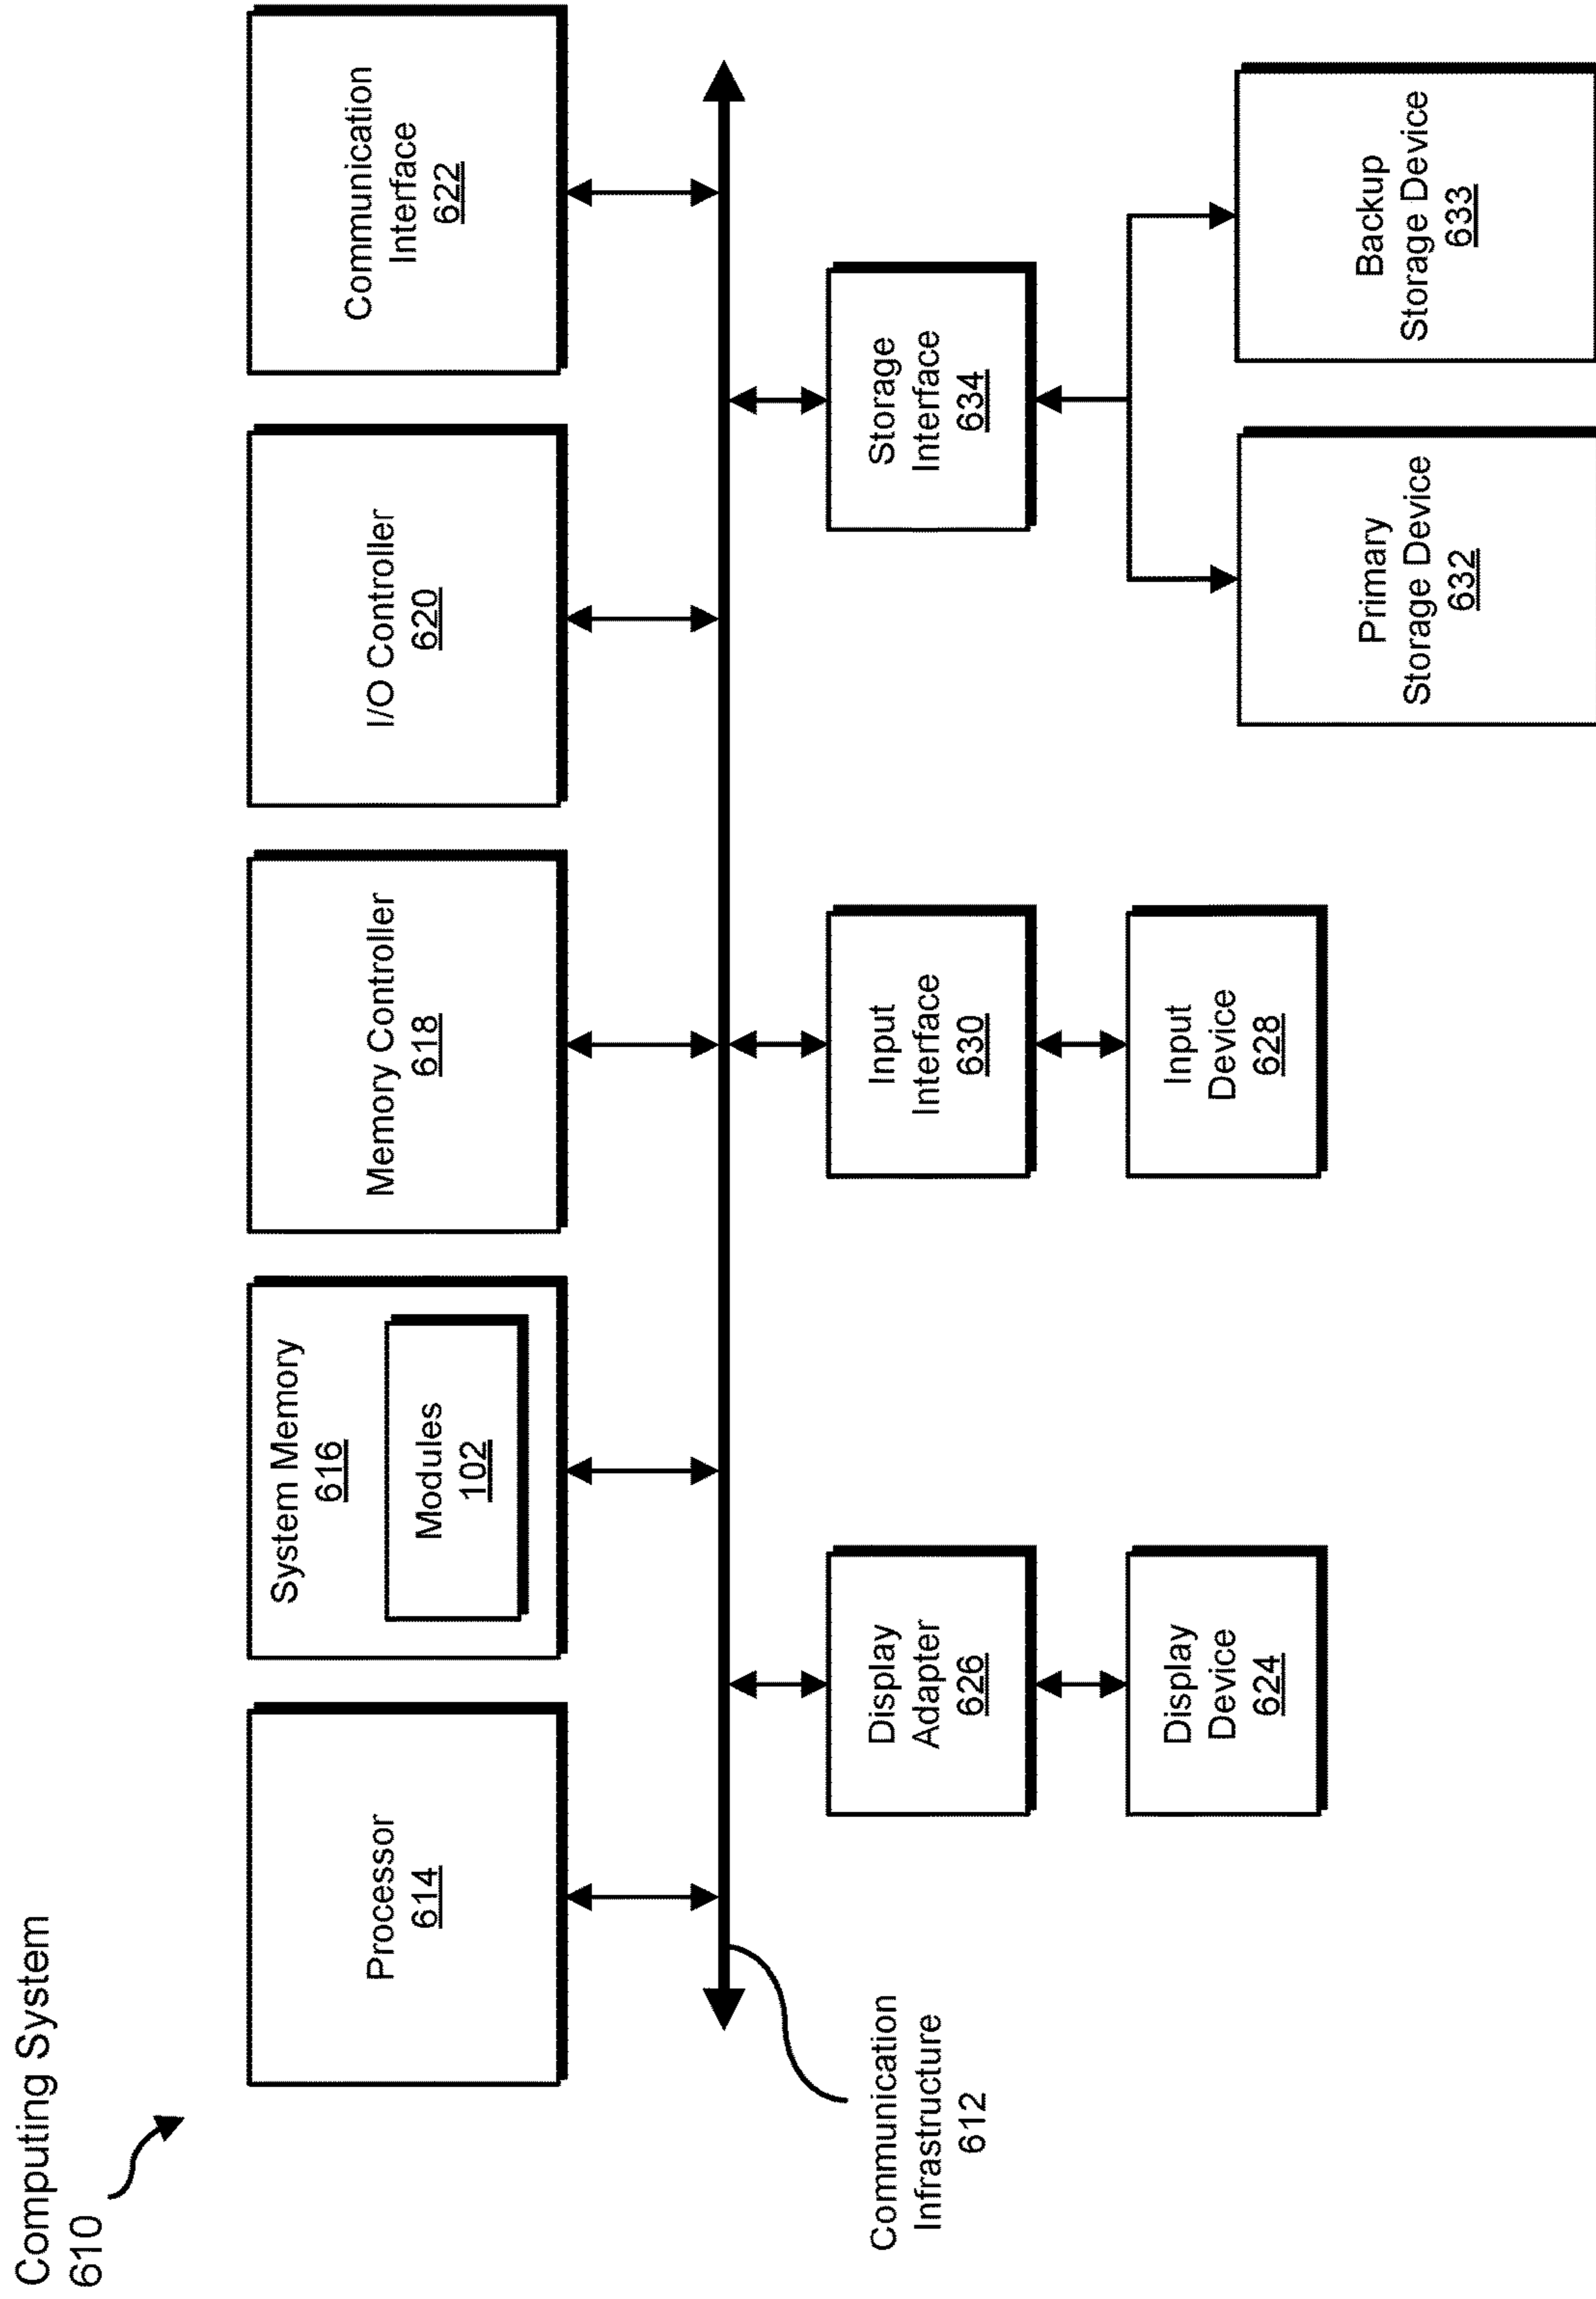 Computing System
610
Processor
614
System Memory
616
Modules
102
Memory Controller
618
I/O Controller
620
Communication
Interface
622
Communication
Infrastructure
612
Display
Adapter
626
Input
Interface
630
Storage
Interface
634
Display
Device
624
Input
Device
628
Primary
Storage Device
632
Backup
Storage Device
633